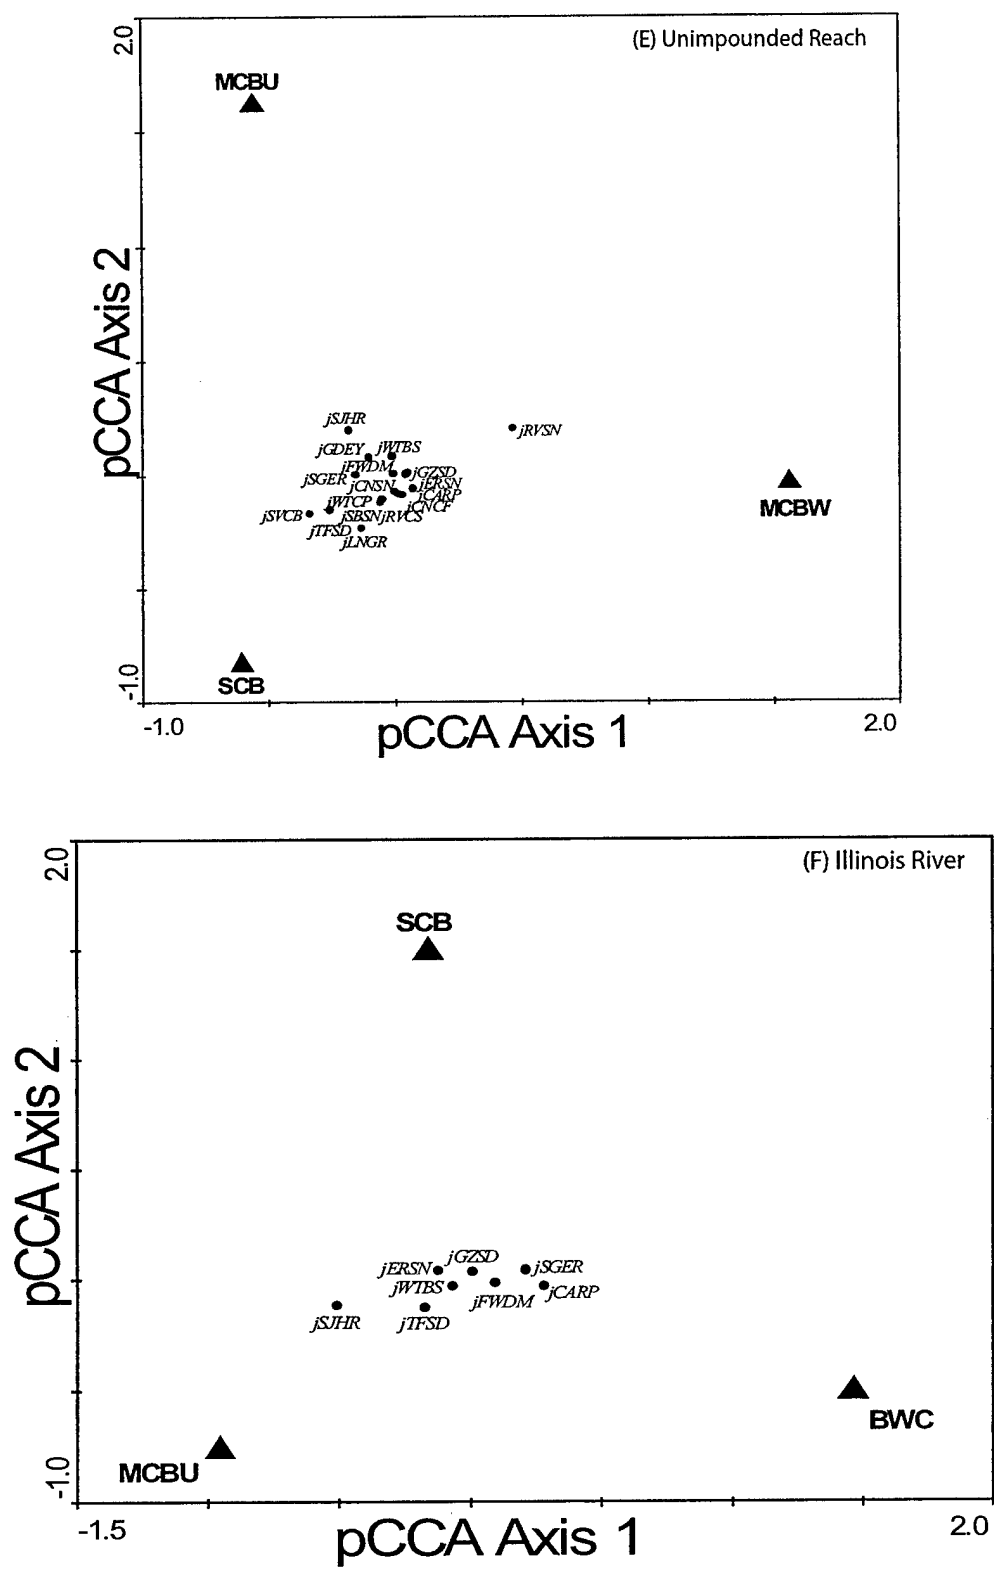 2.0
(E) Unimpounded Reach
MCBU
pCCA Axis 2
jSJHR
jRVSN
jGDEY
jWTBS
jFWDM
jGZSD
jSGER
jCNSN
jERSN
jCARP
MCBW
jWTCP
jCNCF
jSVCB
jSBSN
jRVCS
jTFSD
jLNGR
-1.0
SCB
-1.0
pCCA Axis 1
2.0
2.0
(F) Illinois River
SCB
pCCA Axis 2
jGZSD
jERSN
jSGER
jWTBS
jCARP
jFWDM
jSJHR
jTFSD
BWC
MCBU
-1.0
-1.5
pCCA Axis 1
2.0